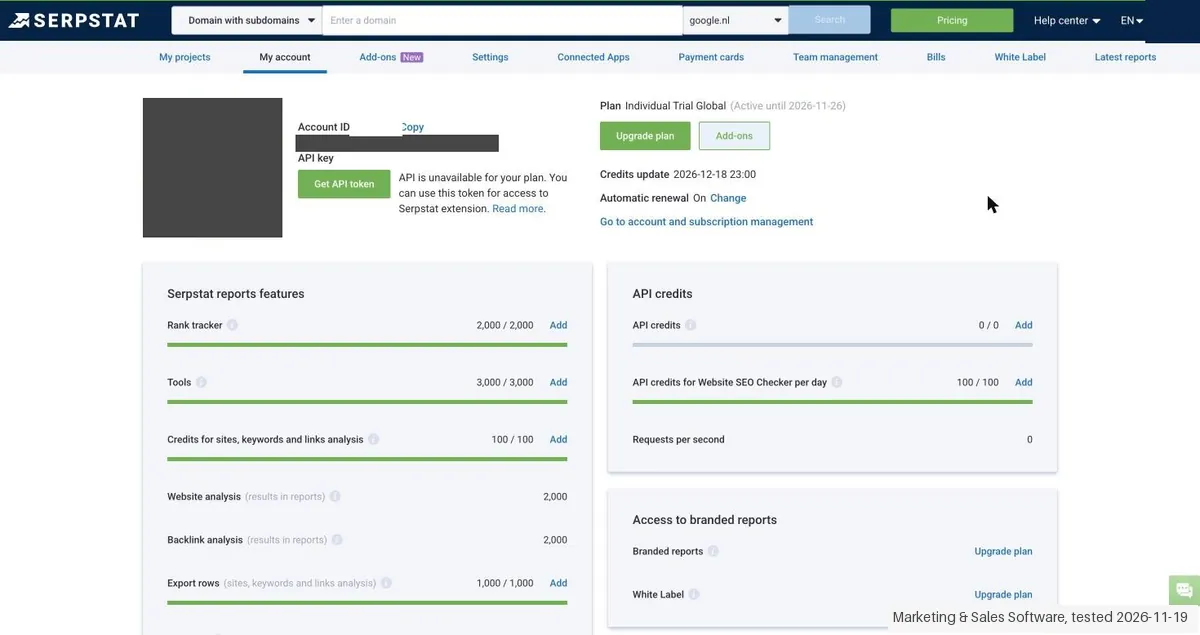 SERPSTAT
Domain with subdomains
Enter a domain
google.nl
Search
Pricing
Help center
EN
My projects
My account
Add-ons New
Settings
Connected Apps
Payment cards
Team management
Bills
White Label
Latest reports
Account ID
Copy
API key
Get API token
API is unavailable for your plan. You
can use this token for access to
Serpstat extension. Read more.
Plan Individual Trial Global (Active until 2026-11-26)
Upgrade plan
Add-ons
Credits update 2026-12-18 23:00
Automatic renewal On Change
Go to account and subscription management
Serpstat reports features
Rank tracker 2,000 / 2,000 Add
Tools 3,000 / 3,000 Add
Credits for sites, keywords and links analysis 100 / 100 Add
Website analysis (results in reports) 2,000
Backlink analysis (results in reports) 2,000
Export rows (sites, keywords and links analysis) 1,000 / 1,000 Add
API credits
API credits 0 / 0 Add
API credits for Website SEO Checker per day 100 / 100 Add
Requests per second 0
Access to branded reports
Branded reports Upgrade plan
White Label Upgrade plan
Marketing & Sales Software, tested 2026-11-19